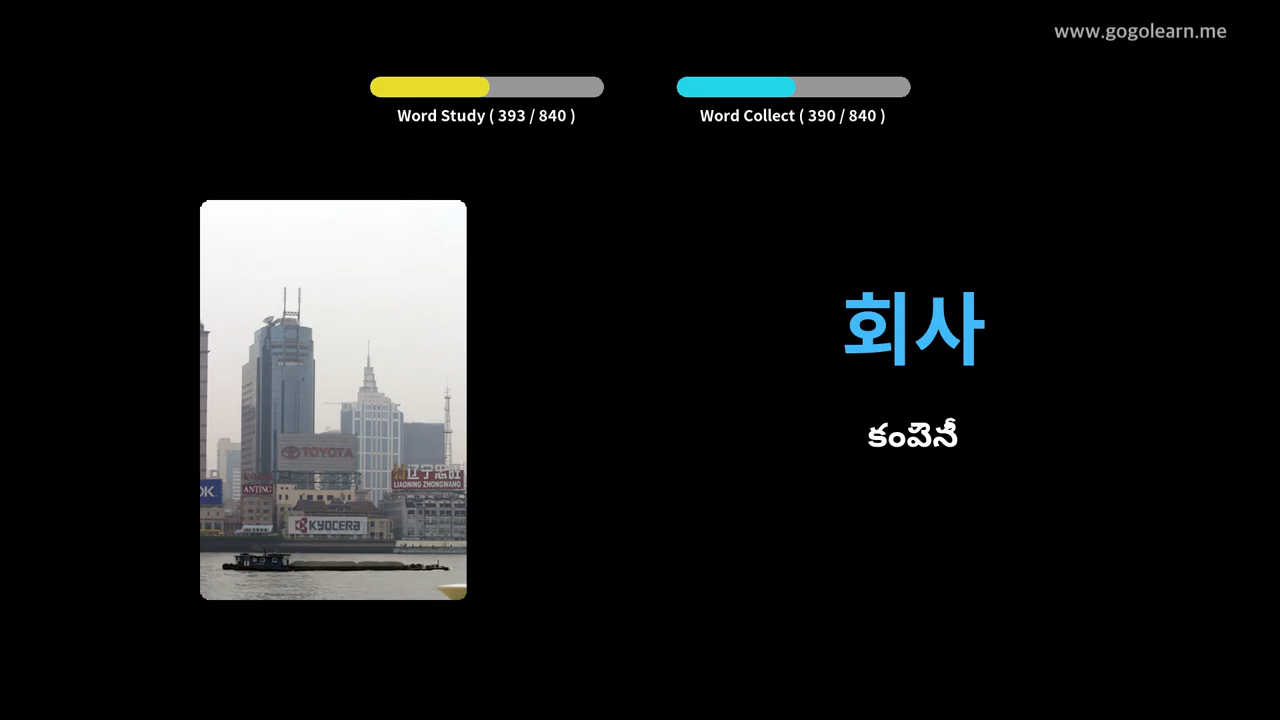 www.gogolearn.me
Word Study ( 393 / 840 )
Word Collect ( 390 / 840 )
회사
కంపెనీ
TOYOTA
辽宁忠旺
LIAONING ZHONGWANG
OK
ANTING
KYOCERA